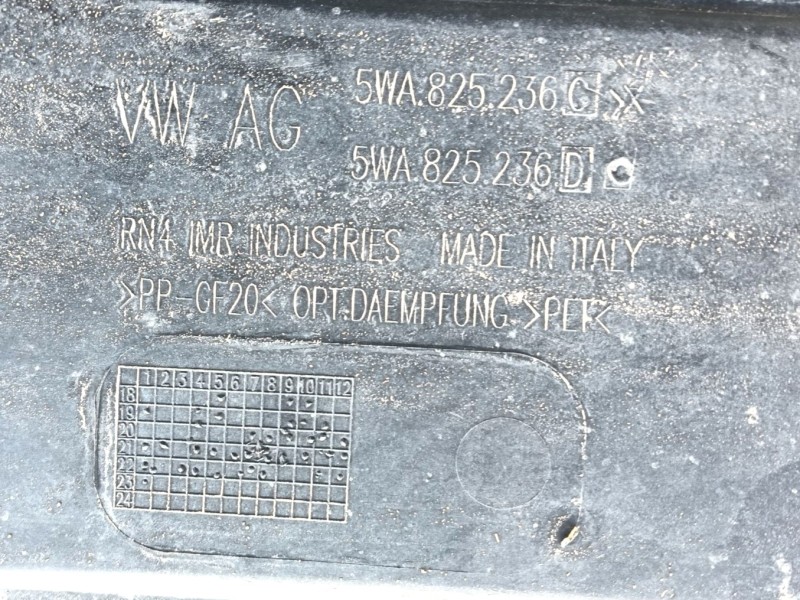 VW AG 5WA.825.236.C
5WA.825.236.D
RN4 IMR INDUSTRIES MADE IN ITALY
>PP-GF20< OPT.DAEMPFUNG >PET<
1 2 3 4 5 6 7 8 9 10 11 12
18
19
20
21
22
23
24